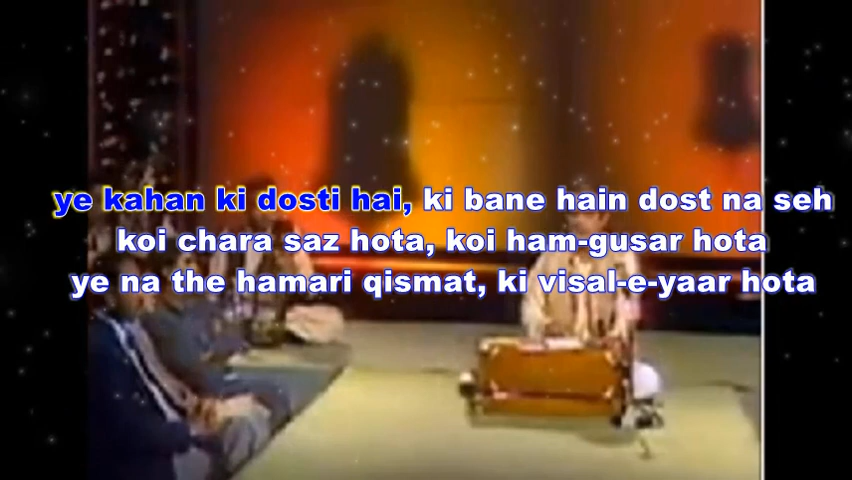 ye kahan ki dosti hai, ki bane hain dost na seh
koi chara saz hota, koi ham-gusar hota
ye na the hamari qismat, ki visal-e-yaar hota